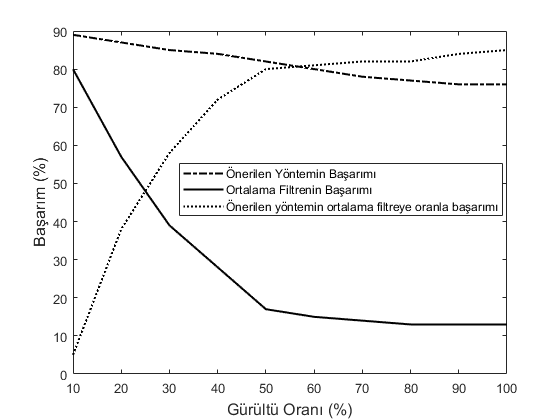 90
80
70
60
50
40
30
20
10
0
Başarım (%)
Önerilen Yöntemin Başarımı
Ortalama Filtrenin Başarımı
Önerilen yöntemin ortalama filtreye oranla başarımı
10 20 30 40 50 60 70 80 90 100
Gürültü Oranı (%)